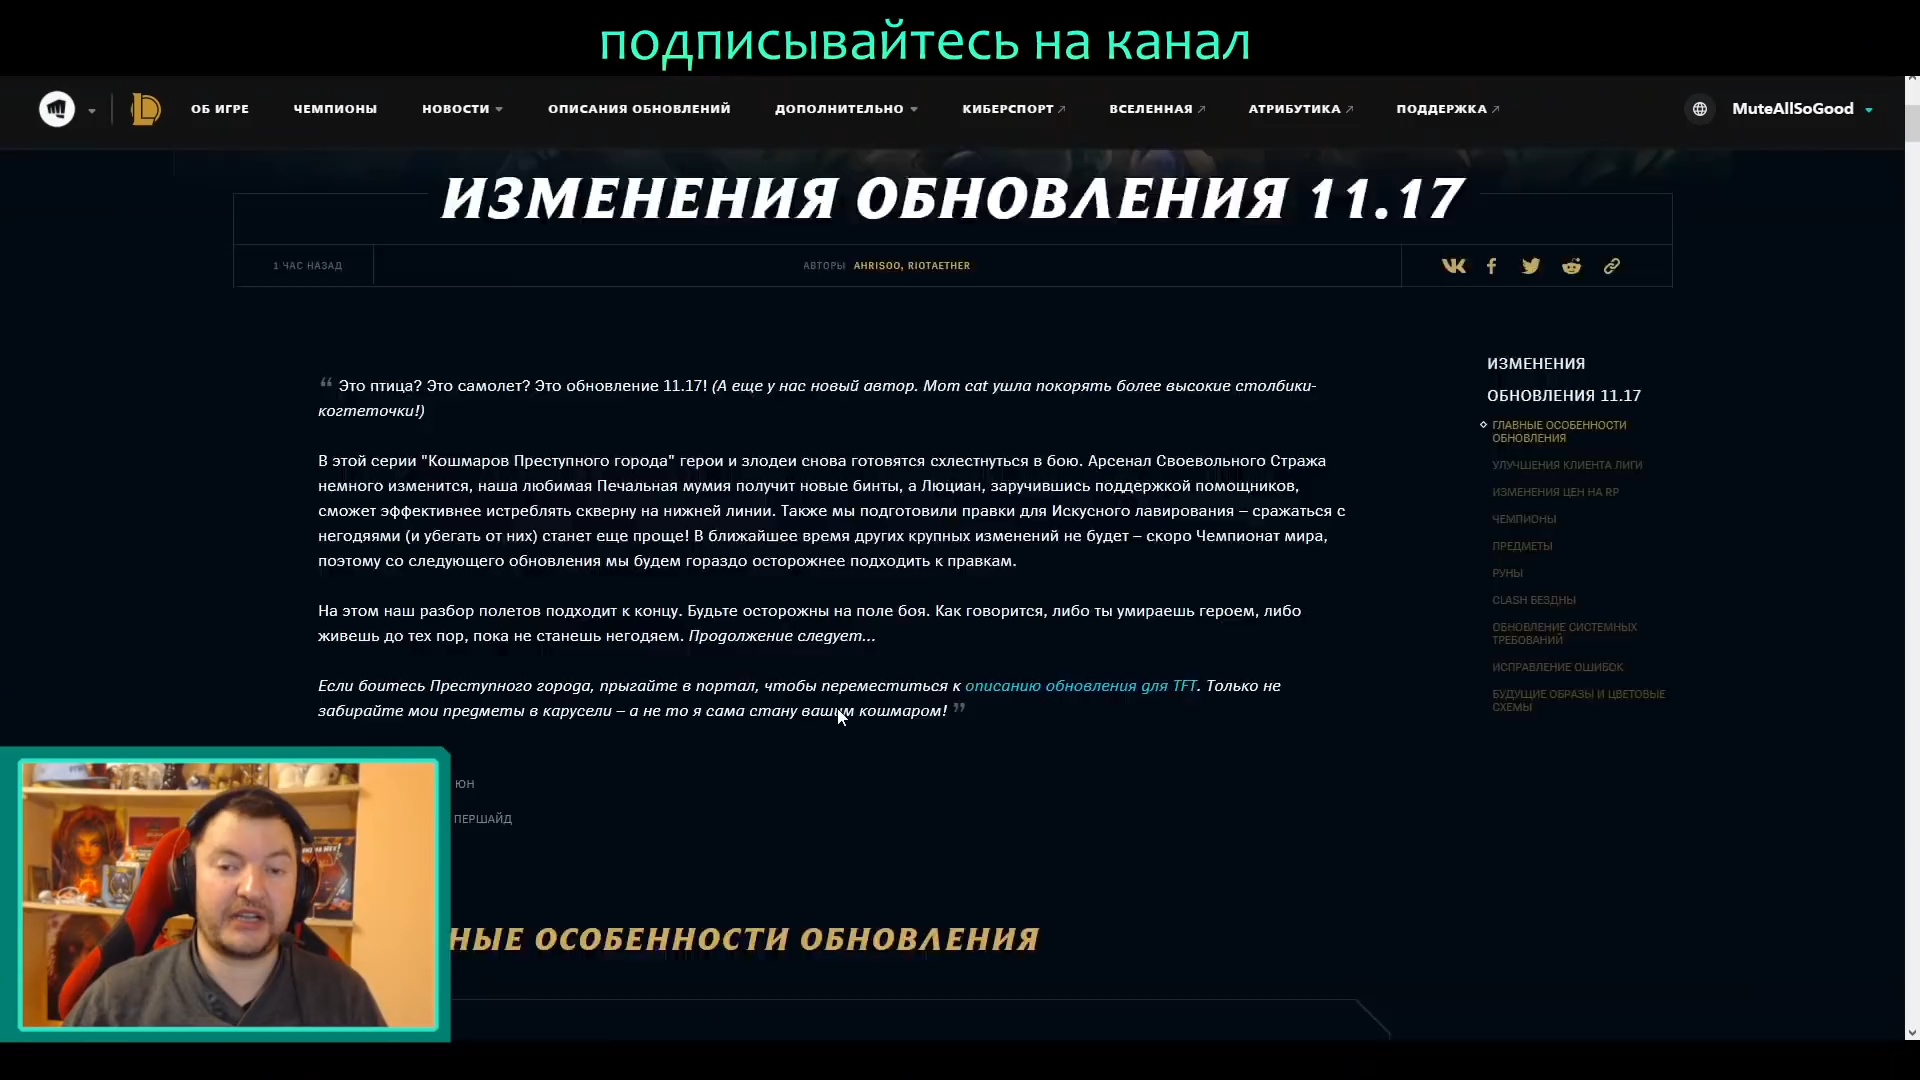 подписывайтесь на канал
ОБ ИГРЕ ЧЕМПИОНЫ НОВОСТИ ОПИСАНИЯ ОБНОВЛЕНИЙ ДОПОЛНИТЕЛЬНО КИБЕРСПОРТ ВСЕЛЕННАЯ АТРИБУТИКА ПОДДЕРЖКА MuteAllSoGood
ИЗМЕНЕНИЯ ОБНОВЛЕНИЯ 11.17
1 ЧАС НАЗАД АВТОРЫ AHRISOO, RIOTAETHER
“ Это птица? Это самолет? Это обновление 11.17! (А еще у нас новый автор. Mom cat ушла покорять более высокие столбики-
когтеточки!)
В этой серии "Кошмаров Преступного города" герои и злодеи снова готовятся схлестнуться в бою. Арсенал Своевольного Стража
немного изменится, наша любимая Печальная мумия получит новые бинты, а Люциан, заручившись поддержкой помощников,
сможет эффективнее истреблять скверну на нижней линии. Также мы подготовили правки для Искусного лавирования – сражаться с
негодяями (и убегать от них) станет еще проще! В ближайшее время других крупных изменений не будет – скоро Чемпионат мира,
поэтому со следующего обновления мы будем гораздо осторожнее подходить к правкам.
На этом наш разбор полетов подходит к концу. Будьте осторожны на поле боя. Как говорится, либо ты умираешь героем, либо
живешь до тех пор, пока не станешь негодяем. Продолжение следует...
Если боитесь Преступного города, прыгайте в портал, чтобы переместиться к описанию обновления для TFT. Только не
забирайте мои предметы в карусели – а не то я сама стану вашим кошмаром! ”
ЮН
ПЕРШАЙД
НЫЕ ОСОБЕННОСТИ ОБНОВЛЕНИЯ
ИЗМЕНЕНИЯ
ОБНОВЛЕНИЯ 11.17
ГЛАВНЫЕ ОСОБЕННОСТИ
ОБНОВЛЕНИЯ
УЛУЧШЕНИЯ КЛИЕНТА ЛИГИ
ИЗМЕНЕНИЯ ЦЕН НА RP
ЧЕМПИОНЫ
ПРЕДМЕТЫ
РУНЫ
CLASH БЕЗДНЫ
ОБНОВЛЕНИЕ СИСТЕМНЫХ
ТРЕБОВАНИЙ
ИСПРАВЛЕНИЕ ОШИБОК
БУДУЩИЕ ОБРАЗЫ И ЦВЕТОВЫЕ
СХЕМЫ